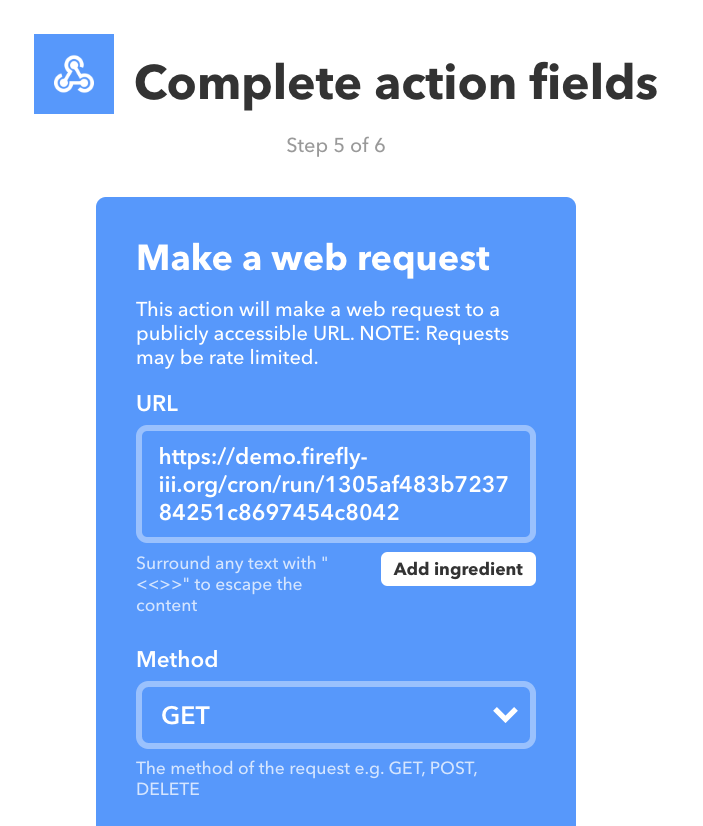 Complete action fields
Step 5 of 6
Make a web request
This action will make a web request to a
publicly accessible URL. NOTE: Requests
may be rate limited.
URL
https://demo.firefly-
iii.org/cron/run/1305af483b7237
84251c8697454c8042
Surround any text with "
<<>>" to escape the
content
Add ingredient
Method
GET
The method of the request e.g. GET, POST,
DELETE